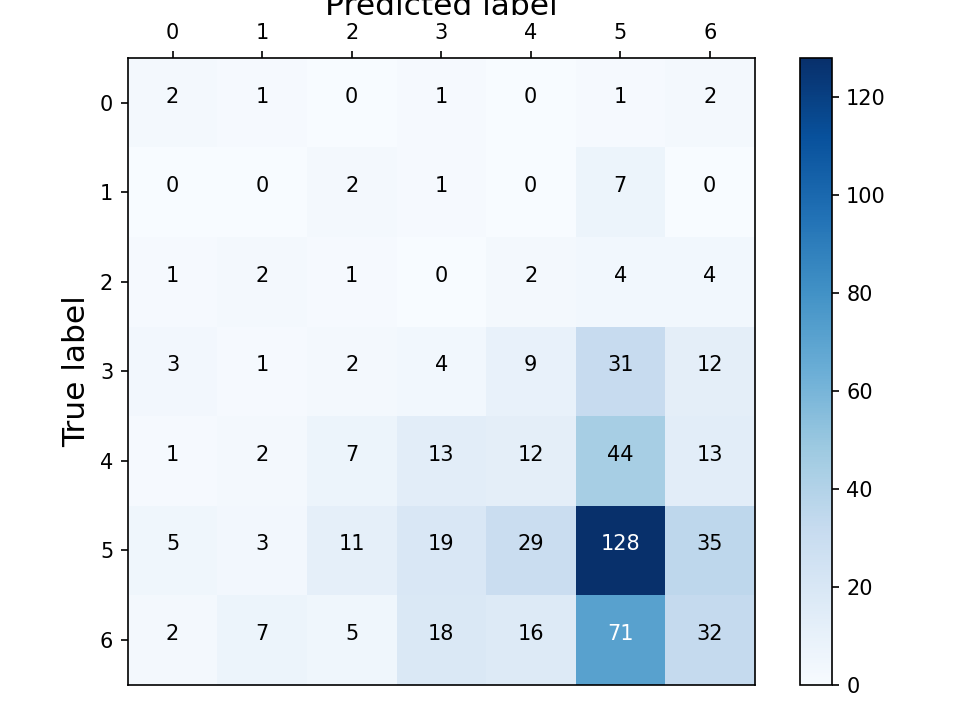 Predicted label
0 1 2 3 4 5 6
0 2 1 0 1 0 1 2
1 0 0 2 1 0 7 0
2 1 2 1 0 2 4 4
3 3 1 2 4 9 31 12
4 1 2 7 13 12 44 13
5 5 3 11 19 29 128 35
6 2 7 5 18 16 71 32
True label
120
100
80
60
40
20
0